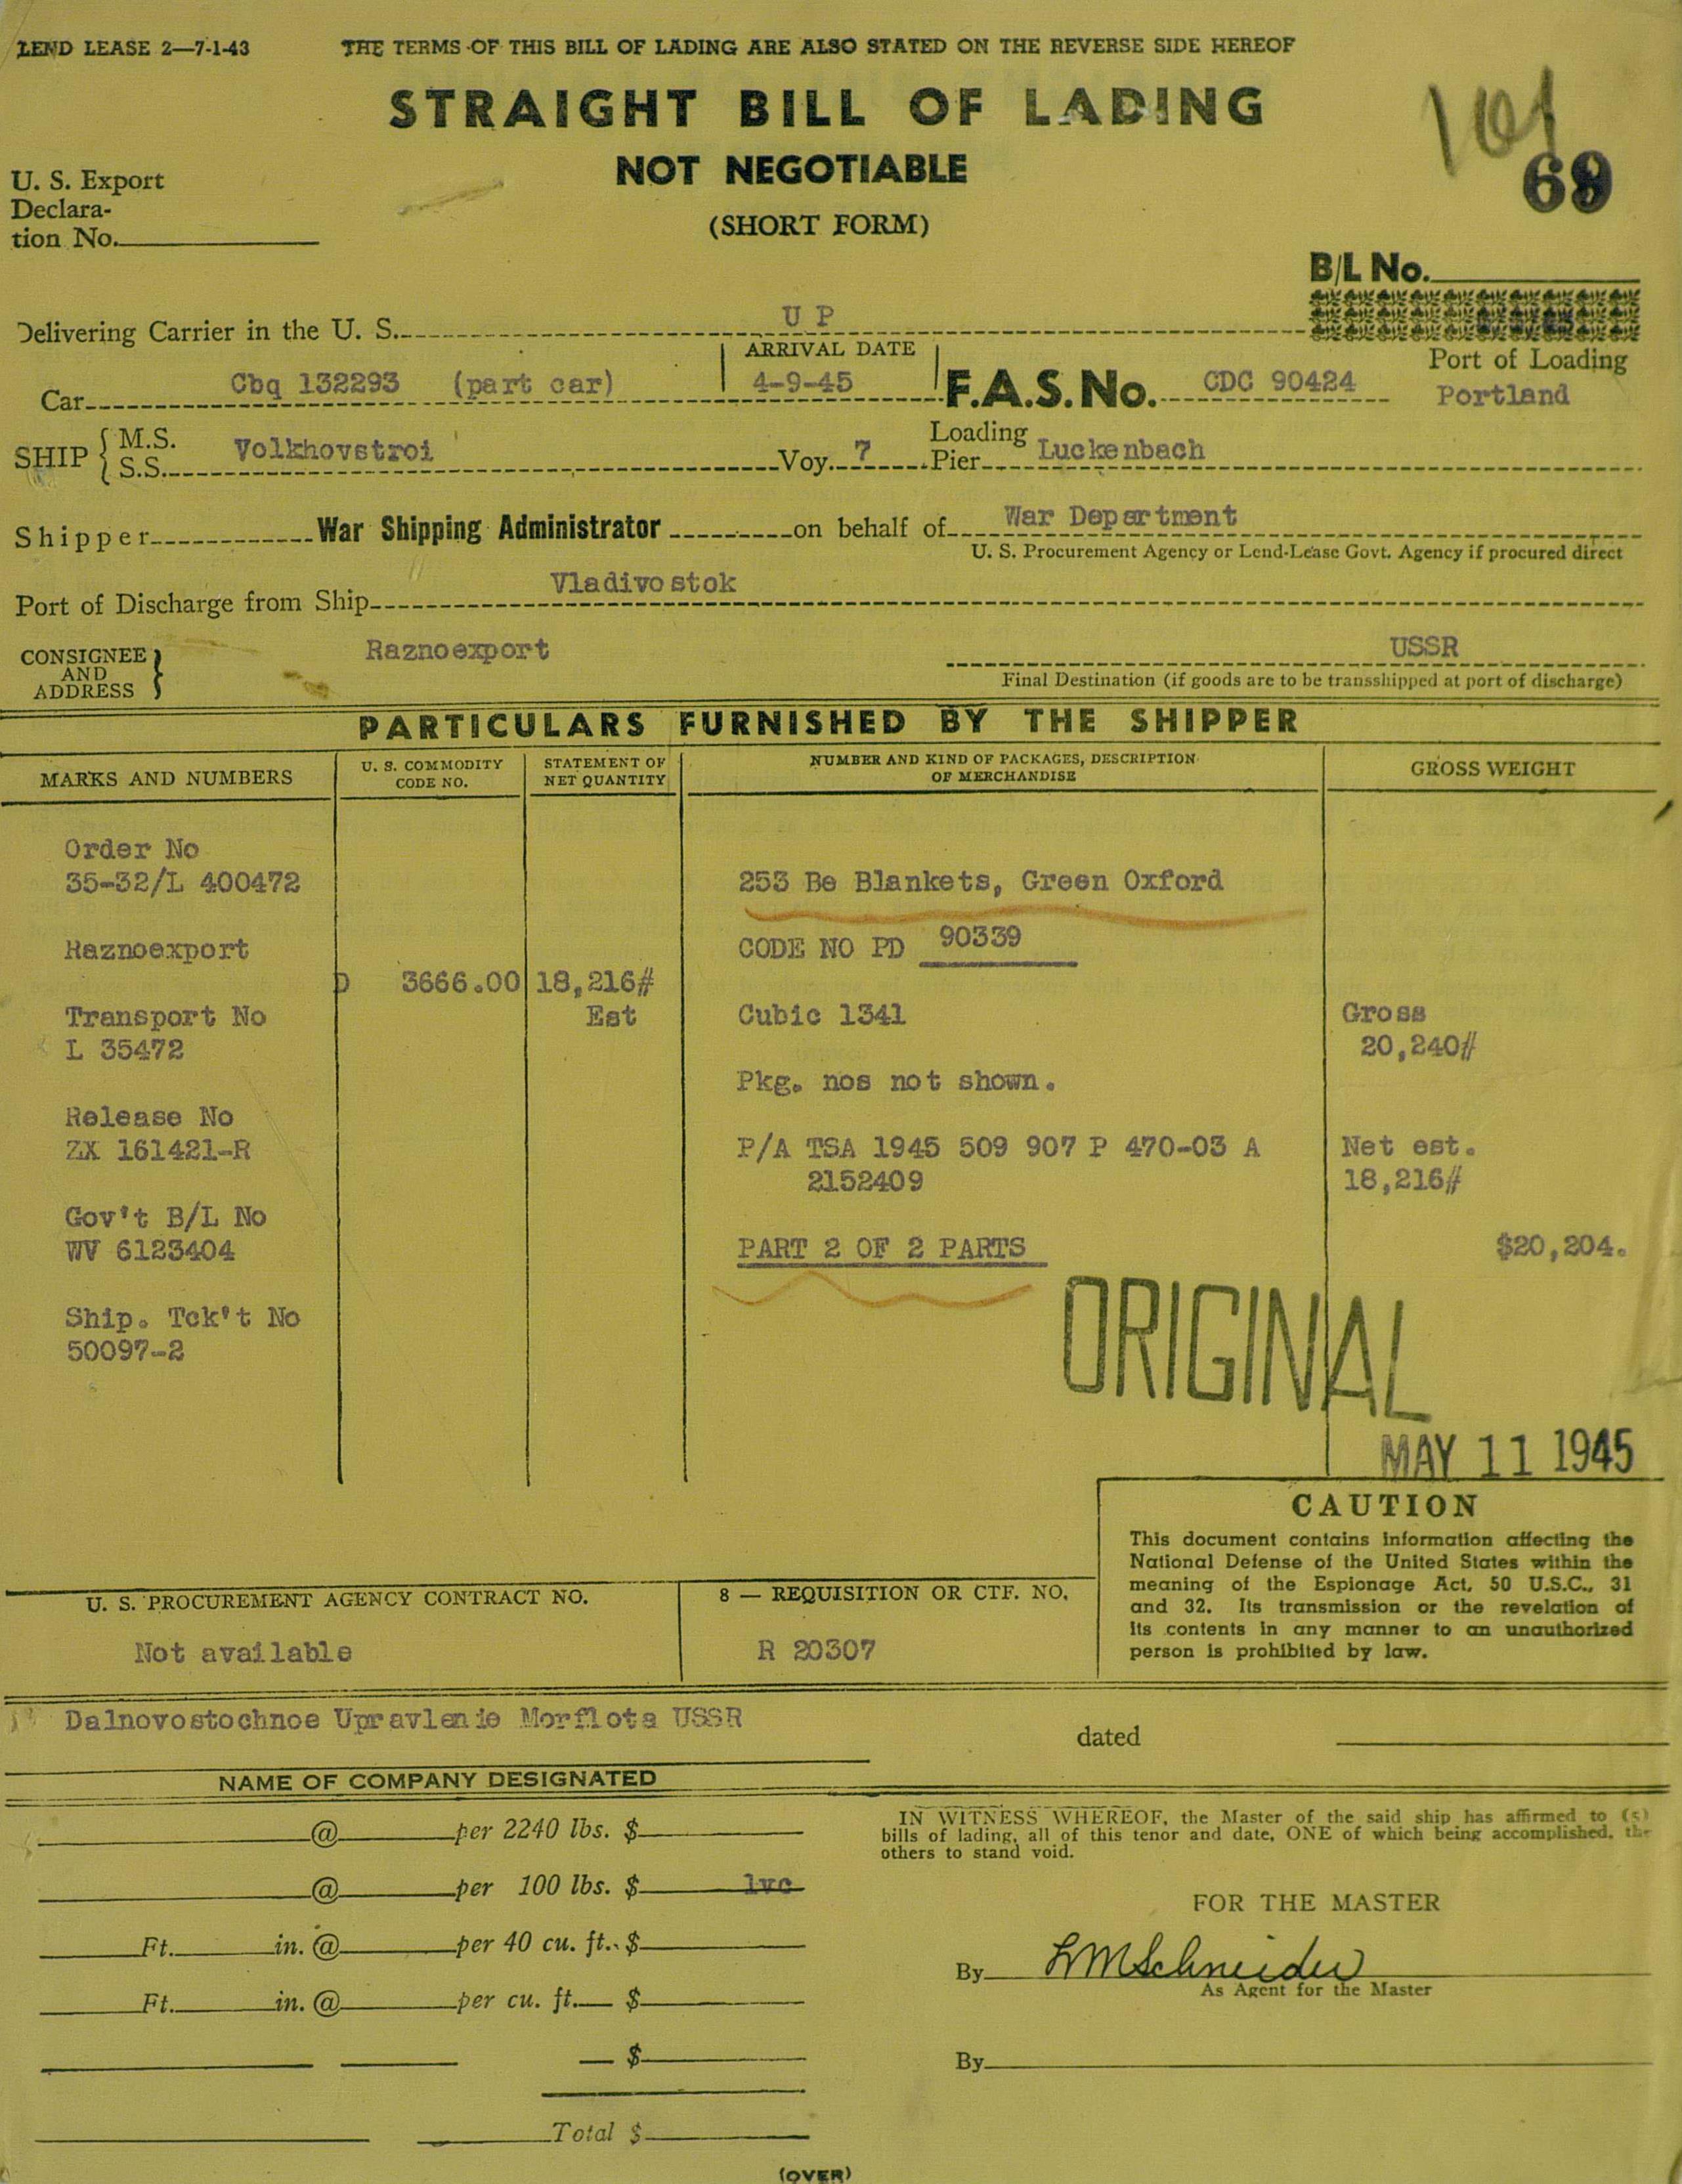 LEND LEASE 2—7-1-43 THE TERMS OF THIS BILL OF LADING ARE ALSO STATED ON THE REVERSE SIDE HEREOF
STRAIGHT BILL OF LADING
NOT NEGOTIABLE
(SHORT FORM)
101
69
U. S. Export
Declara-
tion No.
B/L No.
Delivering Carrier in the U. S. U P
Car Cbq 132293 (part car) ARRIVAL DATE 4-9-45 F.A.S. No. CDC 90424 Port of Loading Portland
SHIP { M.S. S.S. Volkhovstroi Voy. 7 Loading Pier Luckenbach
Shipper War Shipping Administrator on behalf of War Department
U. S. Procurement Agency or Lend-Lease Govt. Agency if procured direct
Port of Discharge from Ship Vladivostok
CONSIGNEE AND ADDRESS } Raznoexport USSR
Final Destination (if goods are to be transshipped at port of discharge)
PARTICULARS FURNISHED BY THE SHIPPER
MARKS AND NUMBERS U. S. COMMODITY CODE NO. STATEMENT OF NET QUANTITY NUMBER AND KIND OF PACKAGES, DESCRIPTION OF MERCHANDISE GROSS WEIGHT
Order No
35-32/L 400472 253 Be Blankets, Green Oxford
Raznoexport CODE NO PD 90339
D 3666.00 18,216#
Transport No Est Cubic 1341 Gross
L 35472 20,240#
Pkg. nos not shown.
Release No
ZX 161421-R P/A TSA 1945 509 907 P 470-03 A Net est.
2152409 18,216#
Gov't B/L No
WV 6123404 PART 2 OF 2 PARTS $20,204.
Ship. Tck't No
50097-2
ORIGINAL
MAY 11 1945
CAUTION
This document contains information affecting the
National Defense of the United States within the
meaning of the Espionage Act, 50 U.S.C., 31
and 32. Its transmission or the revelation of
its contents in any manner to an unauthorized
person is prohibited by law.
U. S. PROCUREMENT AGENCY CONTRACT NO. 8 — REQUISITION OR CTF. NO.
Not available R 20307
Dalnovostochnoe Upravlenie Morflota USSR dated
NAME OF COMPANY DESIGNATED
@ per 2240 lbs. $
@ per 100 lbs. $ lvc
Ft. in. @ per 40 cu. ft. $
Ft. in. @ per cu. ft. $
$
Total $
IN WITNESS WHEREOF, the Master of the said ship has affirmed to (5)
bills of lading, all of this tenor and date, ONE of which being accomplished, the
others to stand void.
FOR THE MASTER
By LMSchneider
As Agent for the Master
By
(OVER)